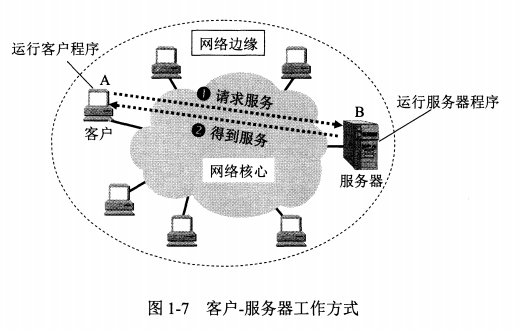 网络边缘
运行客户程序
A
❶ 请求服务
B
运行服务器程序
客户
❷ 得到服务
网络核心
服务器
图 1-7 客户-服务器工作方式